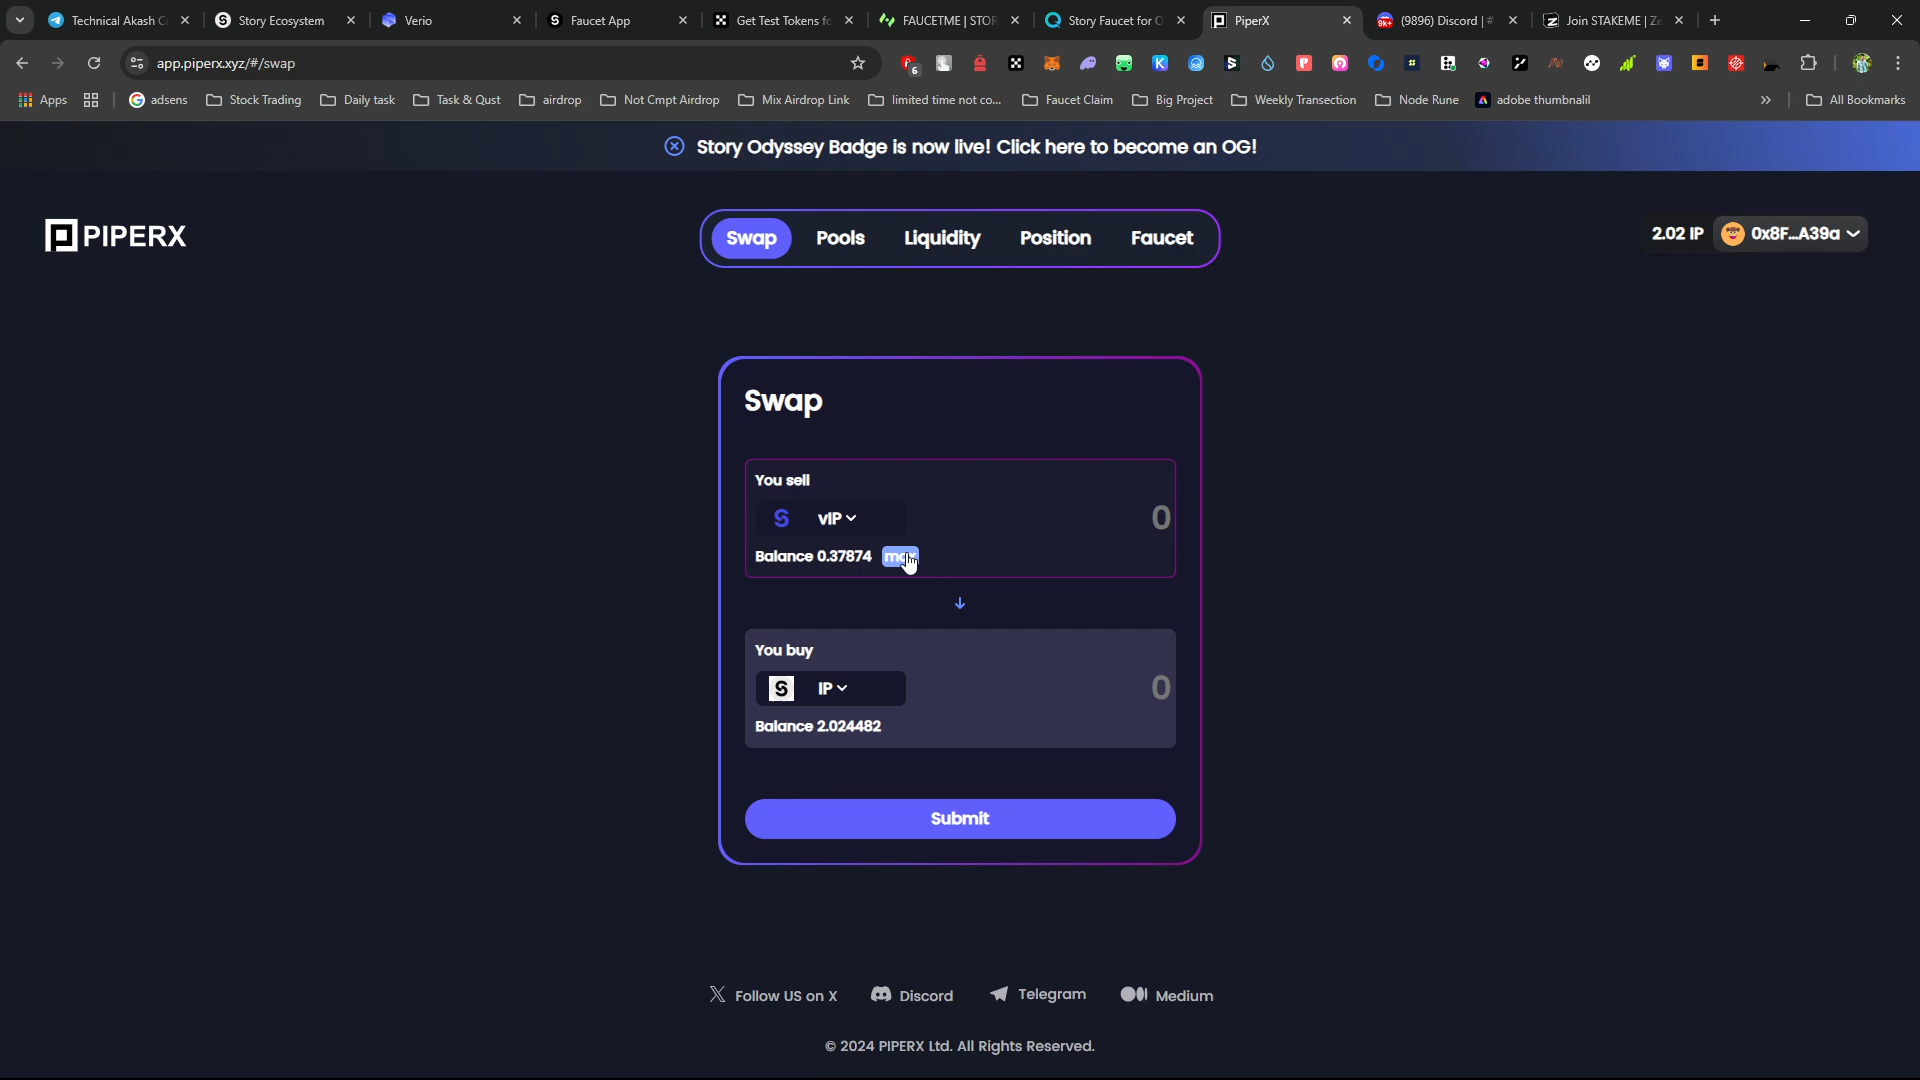 Technical Akash C
Story Ecosystem
Verio
Faucet App
Get Test Tokens fo
FAUCETME | STOR
Story Faucet for O
PiperX
(9896) Discord | #
Join STAKEME | Ze
app.piperx.xyz/#/swap
6
Apps
adsens
Stock Trading
Daily task
Task & Qust
airdrop
Not Cmpt Airdrop
Mix Airdrop Link
limited time not co...
Faucet Claim
Big Project
Weekly Transection
Node Rune
adobe thumbnalil
All Bookmarks
Story Odyssey Badge is now live! Click here to become an OG!
PIPERX
Swap
Pools
Liquidity
Position
Faucet
2.02 IP
0x8F...A39a
Swap
You sell
vIP
0
Balance 0.37874
max
You buy
IP
0
Balance 2.024482
Submit
Follow US on X
Discord
Telegram
Medium
© 2024 PIPERX Ltd. All Rights Reserved.